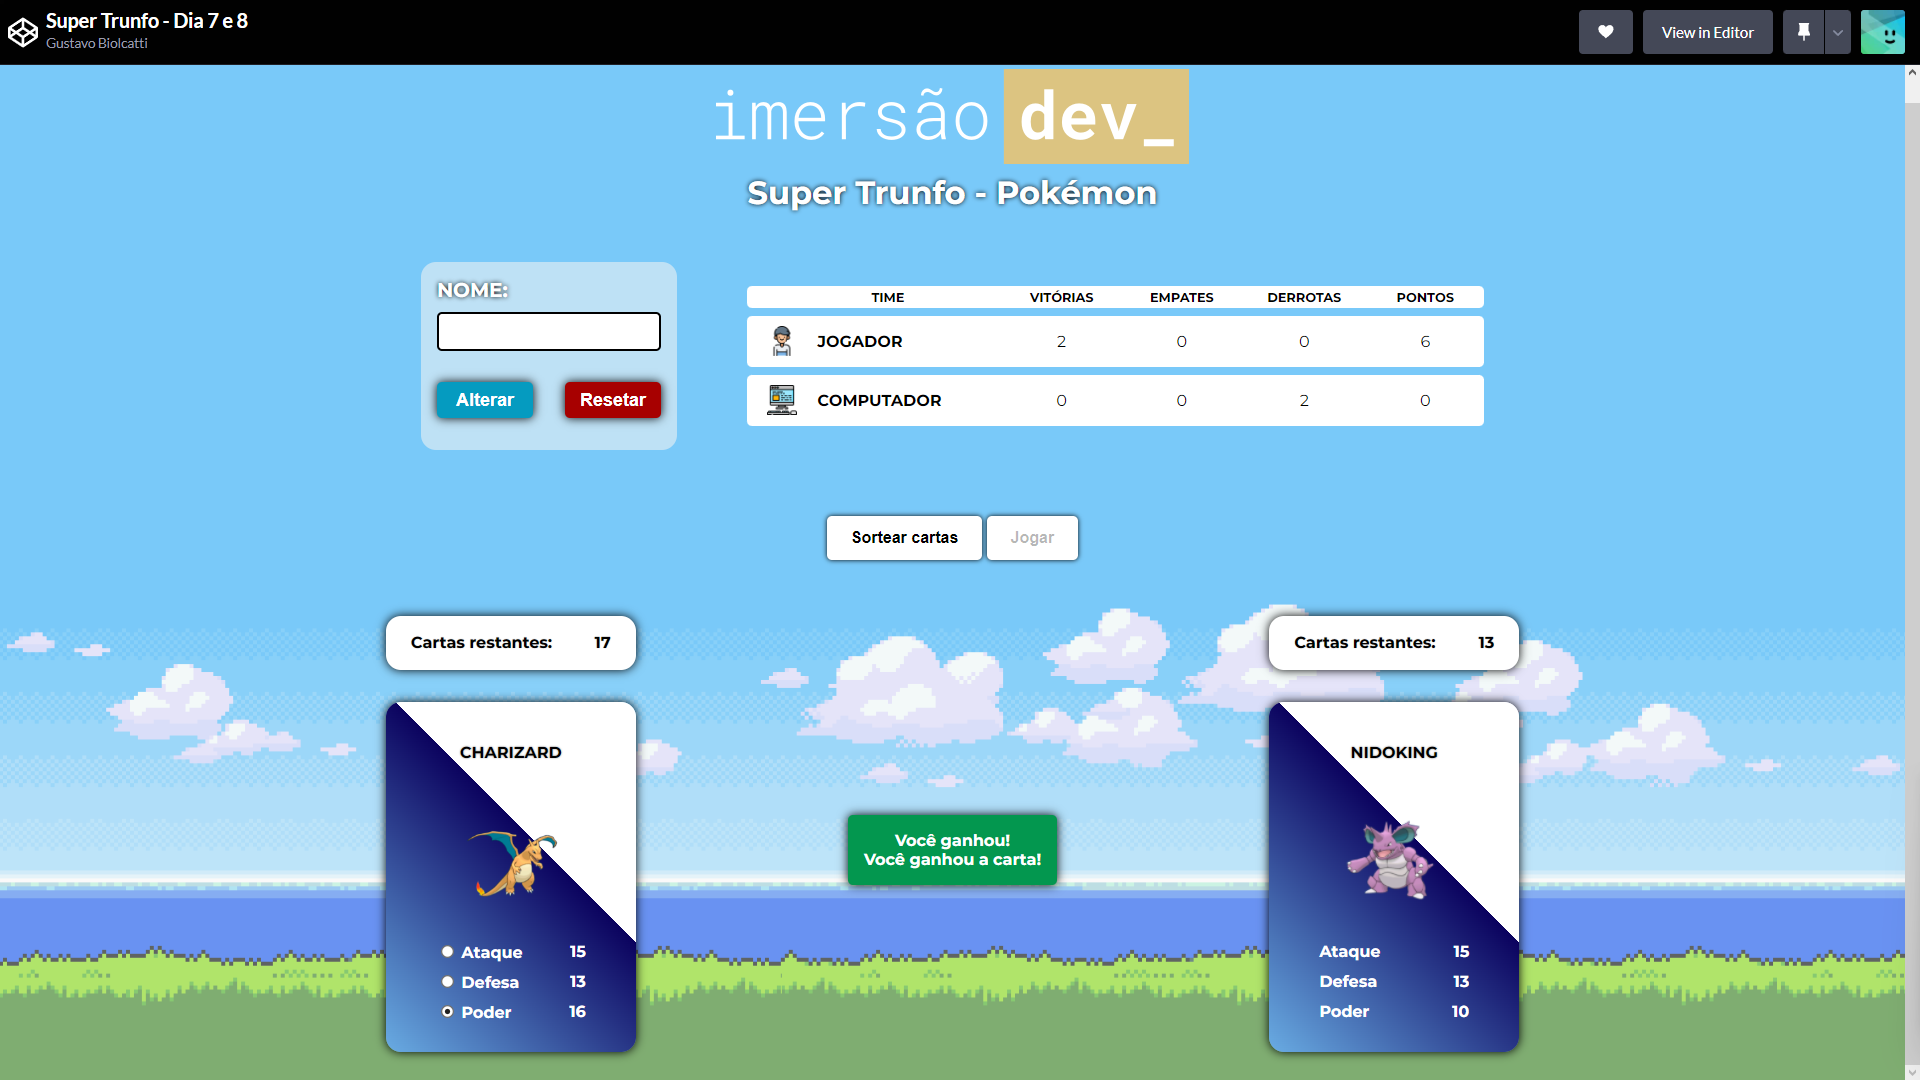 Super Trunfo - Dia 7 e 8
Gustavo Biolcatti
View in Editor
imersão dev_
Super Trunfo - Pokémon
NOME:
Alterar Resetar
TIME VITÓRIAS EMPATES DERROTAS PONTOS
JOGADOR 2 0 0 6
COMPUTADOR 0 0 2 0
Sortear cartas Jogar
Cartas restantes: 17
CHARIZARD
Ataque 15
Defesa 13
Poder 16
Você ganhou!
Você ganhou a carta!
Cartas restantes: 13
NIDOKING
Ataque 15
Defesa 13
Poder 10